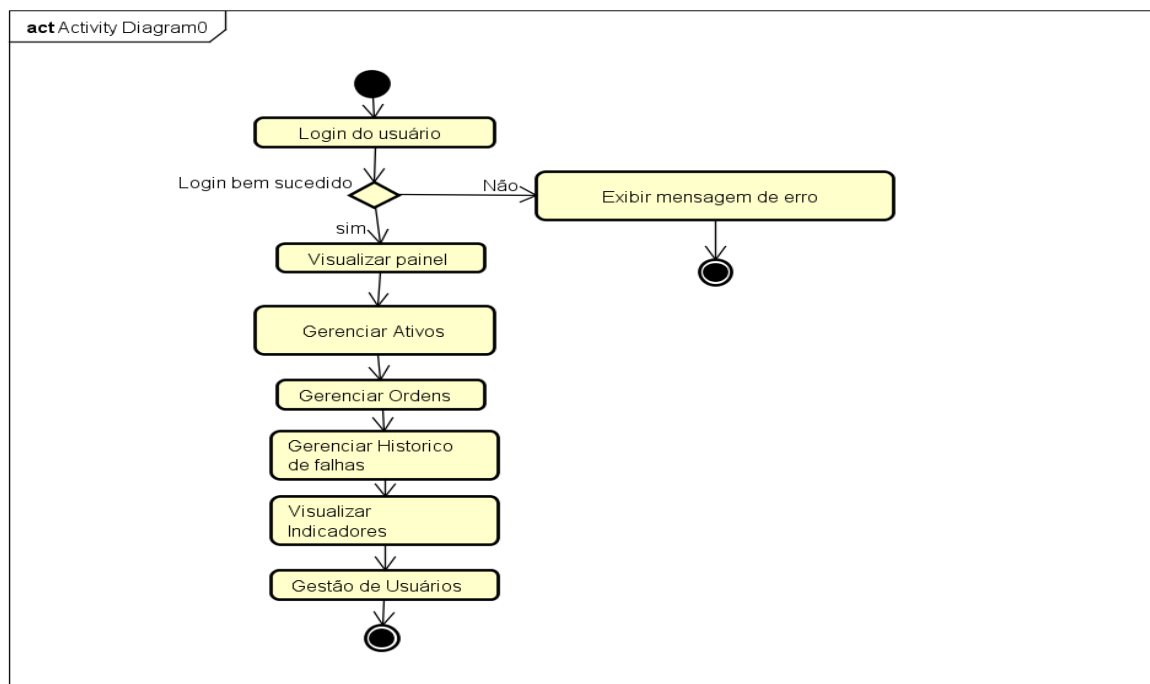 act Activity Diagram0
Login do usuário
Login bem sucedido
Não
Exibir mensagem de erro
sim
Visualizar painel
Gerenciar Ativos
Gerenciar Ordens
Gerenciar Historico
de falhas
Visualizar
Indicadores
Gestão de Usuários